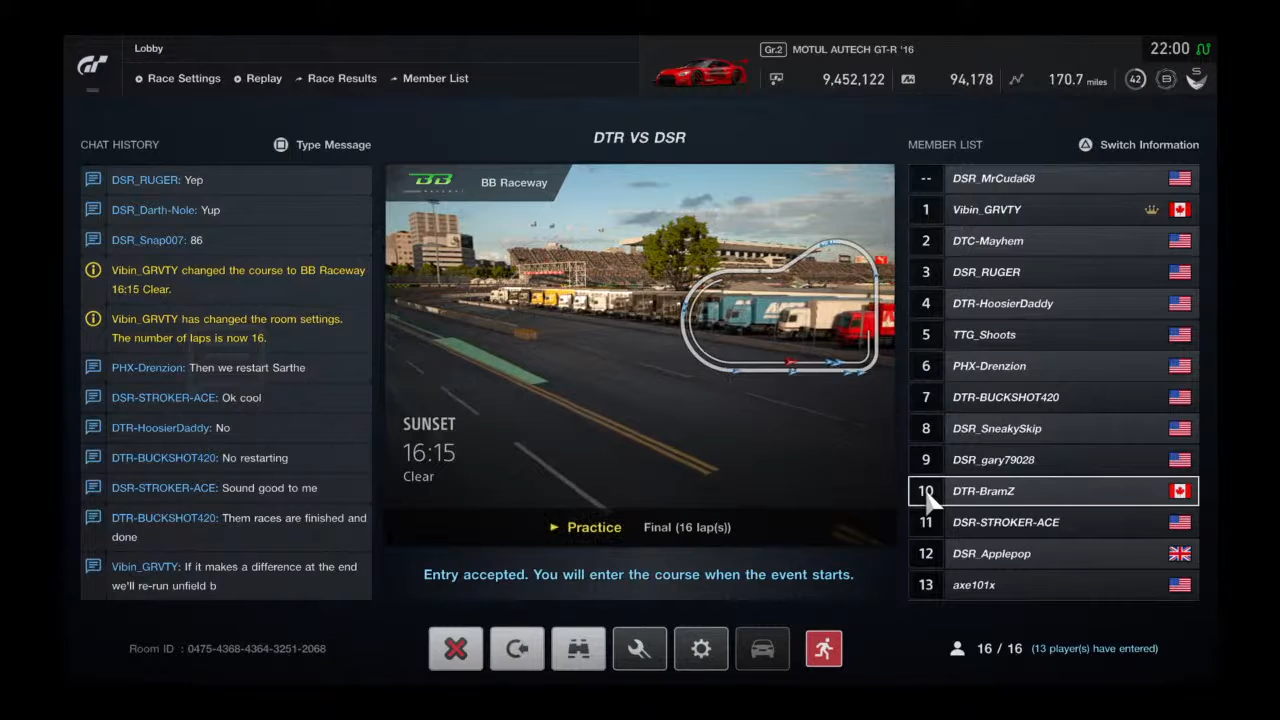 Lobby
Race Settings Replay Race Results Member List
Gr.2 MOTUL AUTECH GT-R '16
22:00
9,452,122 94,178 170.7 miles 42 B S
CHAT HISTORY Type Message
DSR_RUGER: Yep
DSR_Darth-Nole: Yup
DSR_Snap007: 86
Vibin_GRVTY changed the course to BB Raceway
16:15 Clear.
Vibin_GRVTY has changed the room settings.
The number of laps is now 16.
PHX-Drenzion: Then we restart Sarthe
DSR-STROKER-ACE: Ok cool
DTR-HoosierDaddy: No
DTR-BUCKSHOT420: No restarting
DSR-STROKER-ACE: Sound good to me
DTR-BUCKSHOT420: Them races are finished and
done
Vibin_GRVTY: If it makes a difference at the end
we'll re-run unfield b
DTR VS DSR
BB RACEWAY BB Raceway
SUNSET
16:15
Clear
Practice Final (16 lap(s))
Entry accepted. You will enter the course when the event starts.
MEMBER LIST Switch Information
-- DSR_MrCuda68
1 Vibin_GRVTY
2 DTC-Mayhem
3 DSR_RUGER
4 DTR-HoosierDaddy
5 TTG_Shoots
6 PHX-Drenzion
7 DTR-BUCKSHOT420
8 DSR_SneakySkip
9 DSR_gary79028
10 DTR-BramZ
11 DSR-STROKER-ACE
12 DSR_Applepop
13 axe101x
Room ID : 0475-4368-4364-3251-2068
16 / 16 (13 player(s) have entered)